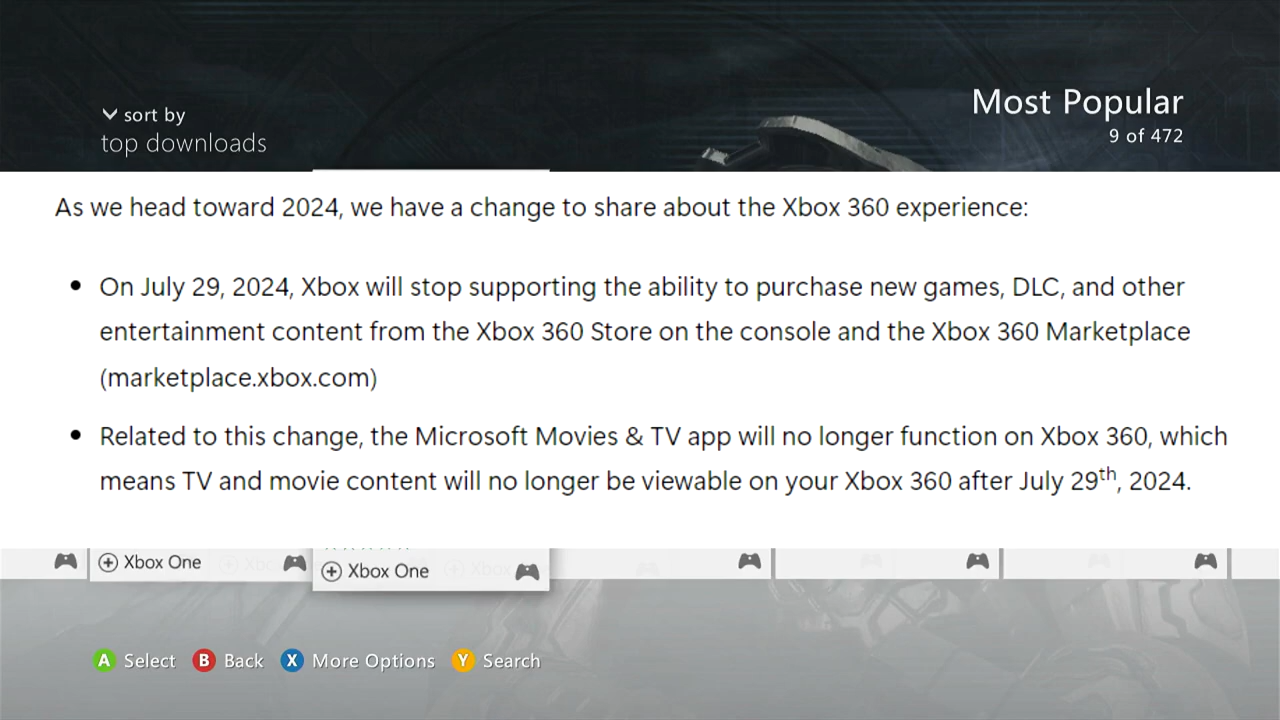 sort by
top downloads
Most Popular
9 of 472
As we head toward 2024, we have a change to share about the Xbox 360 experience:
• On July 29, 2024, Xbox will stop supporting the ability to purchase new games, DLC, and other
entertainment content from the Xbox 360 Store on the console and the Xbox 360 Marketplace
(marketplace.xbox.com)
• Related to this change, the Microsoft Movies & TV app will no longer function on Xbox 360, which
means TV and movie content will no longer be viewable on your Xbox 360 after July 29th, 2024.
Xbox One
Xbox One
A Select B Back X More Options Y Search